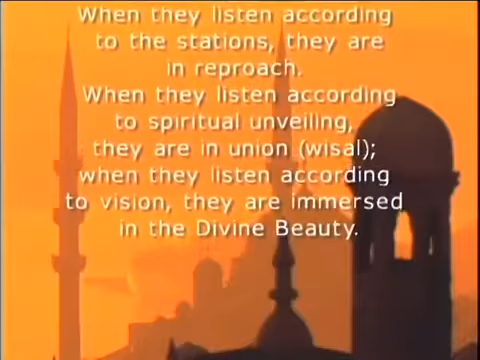 When they listen according
to the stations, they are
in reproach.
When they listen according
to spiritual unveiling,
they are in union (wisal);
when they listen according
to vision, they are immersed
in the Divine Beauty.